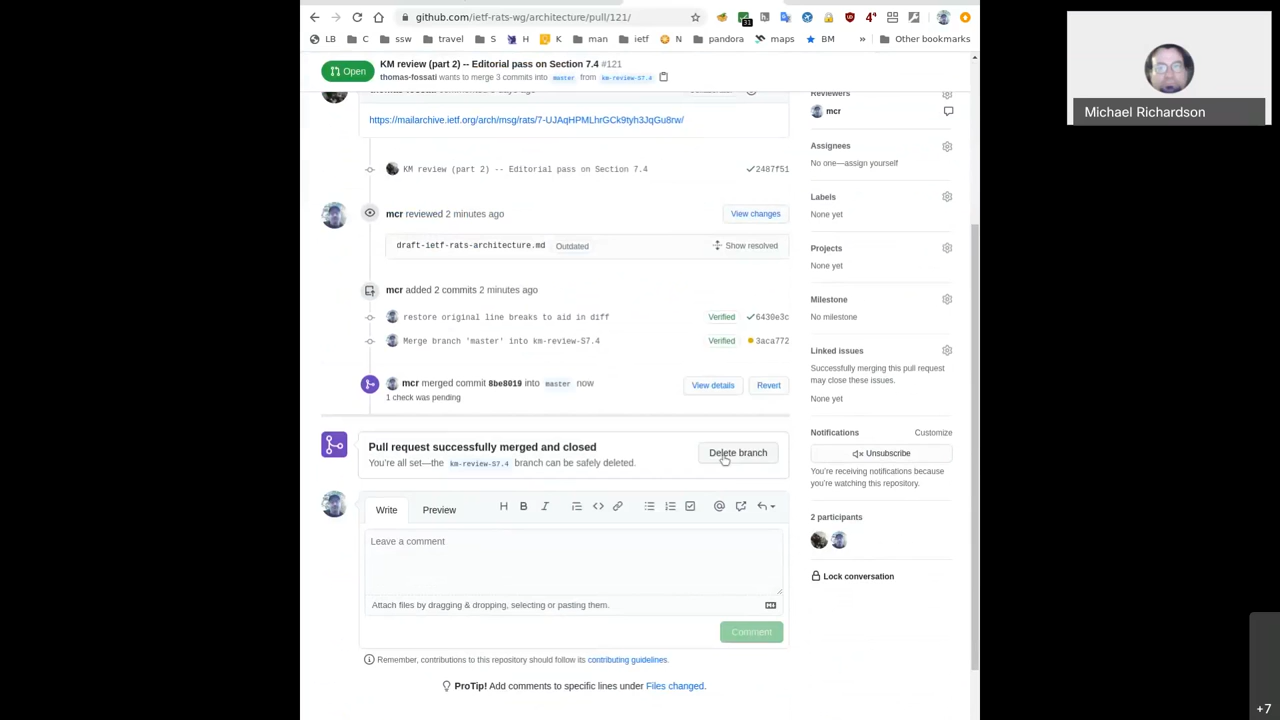 github.com/ietf-rats-wg/architecture/pull/121/
31
4"
LB
C
ssw
travel
S
H
K
man
ietf
N
pandora
maps
BM
»
Other bookmarks
Open
KM review (part 2) -- Editorial pass on Section 7.4 #121
thomas-fossati wants to merge 3 commits into master from km-review-S7.4
https://mailarchive.ietf.org/arch/msg/rats/7-UJAqHPMLhrGCk9tyh3JqGu8rw/
KM review (part 2) -- Editorial pass on Section 7.4
2487f51
mcr reviewed 2 minutes ago
View changes
draft-ietf-rats-architecture.md
Outdated
Show resolved
mcr added 2 commits 2 minutes ago
restore original line breaks to aid in diff
Verified
6430e3c
Merge branch 'master' into km-review-S7.4
Verified
3aca772
mcr merged commit 8be8019 into master now
View details
Revert
1 check was pending
Pull request successfully merged and closed
You're all set—the km-review-S7.4 branch can be safely deleted.
Delete branch
Write
Preview
H
B
I
Leave a comment
Attach files by dragging & dropping, selecting or pasting them.
Comment
Remember, contributions to this repository should follow its contributing guidelines.
ProTip! Add comments to specific lines under Files changed.
Reviewers
mcr
Assignees
No one—assign yourself
Labels
None yet
Projects
None yet
Milestone
No milestone
Linked issues
Successfully merging this pull request
may close these issues.
None yet
Notifications
Customize
Unsubscribe
You're receiving notifications because
you're watching this repository.
2 participants
Lock conversation
Michael Richardson
+7